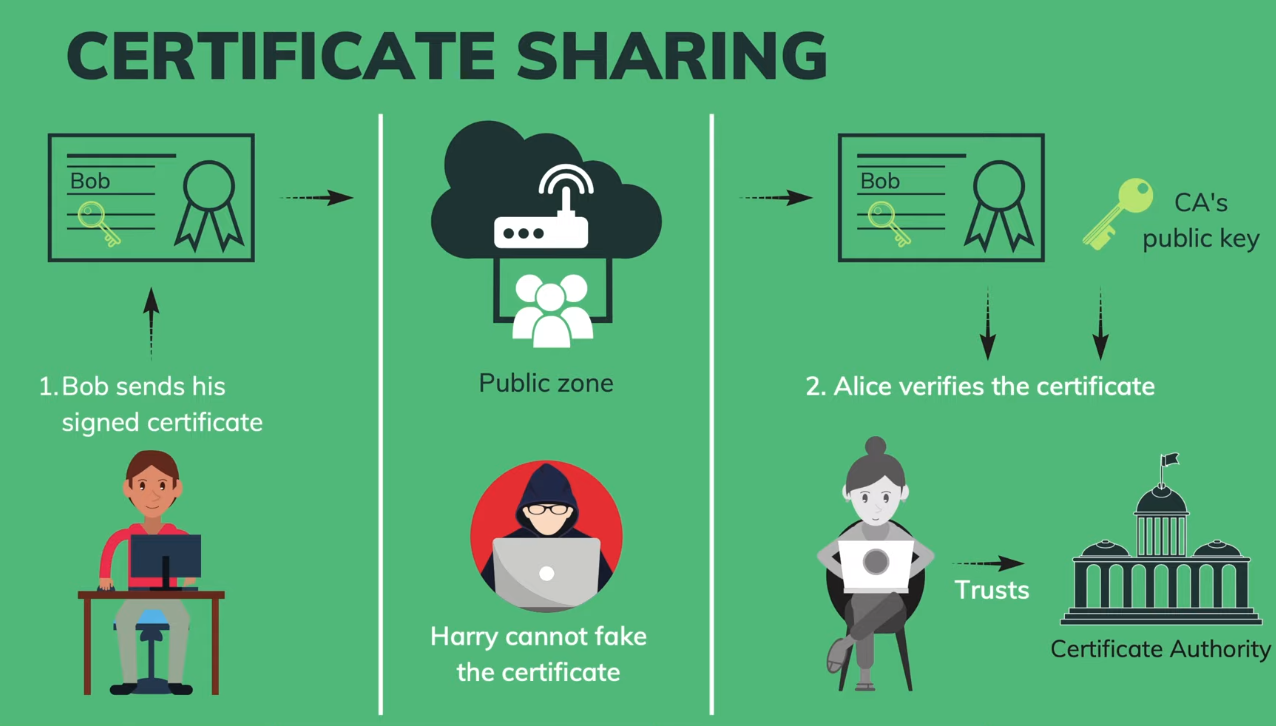 CERTIFICATE SHARING
Bob
1. Bob sends his
signed certificate
Public zone
Harry cannot fake
the certificate
Bob
CA's
public key
2. Alice verifies the certificate
Trusts
Certificate Authority